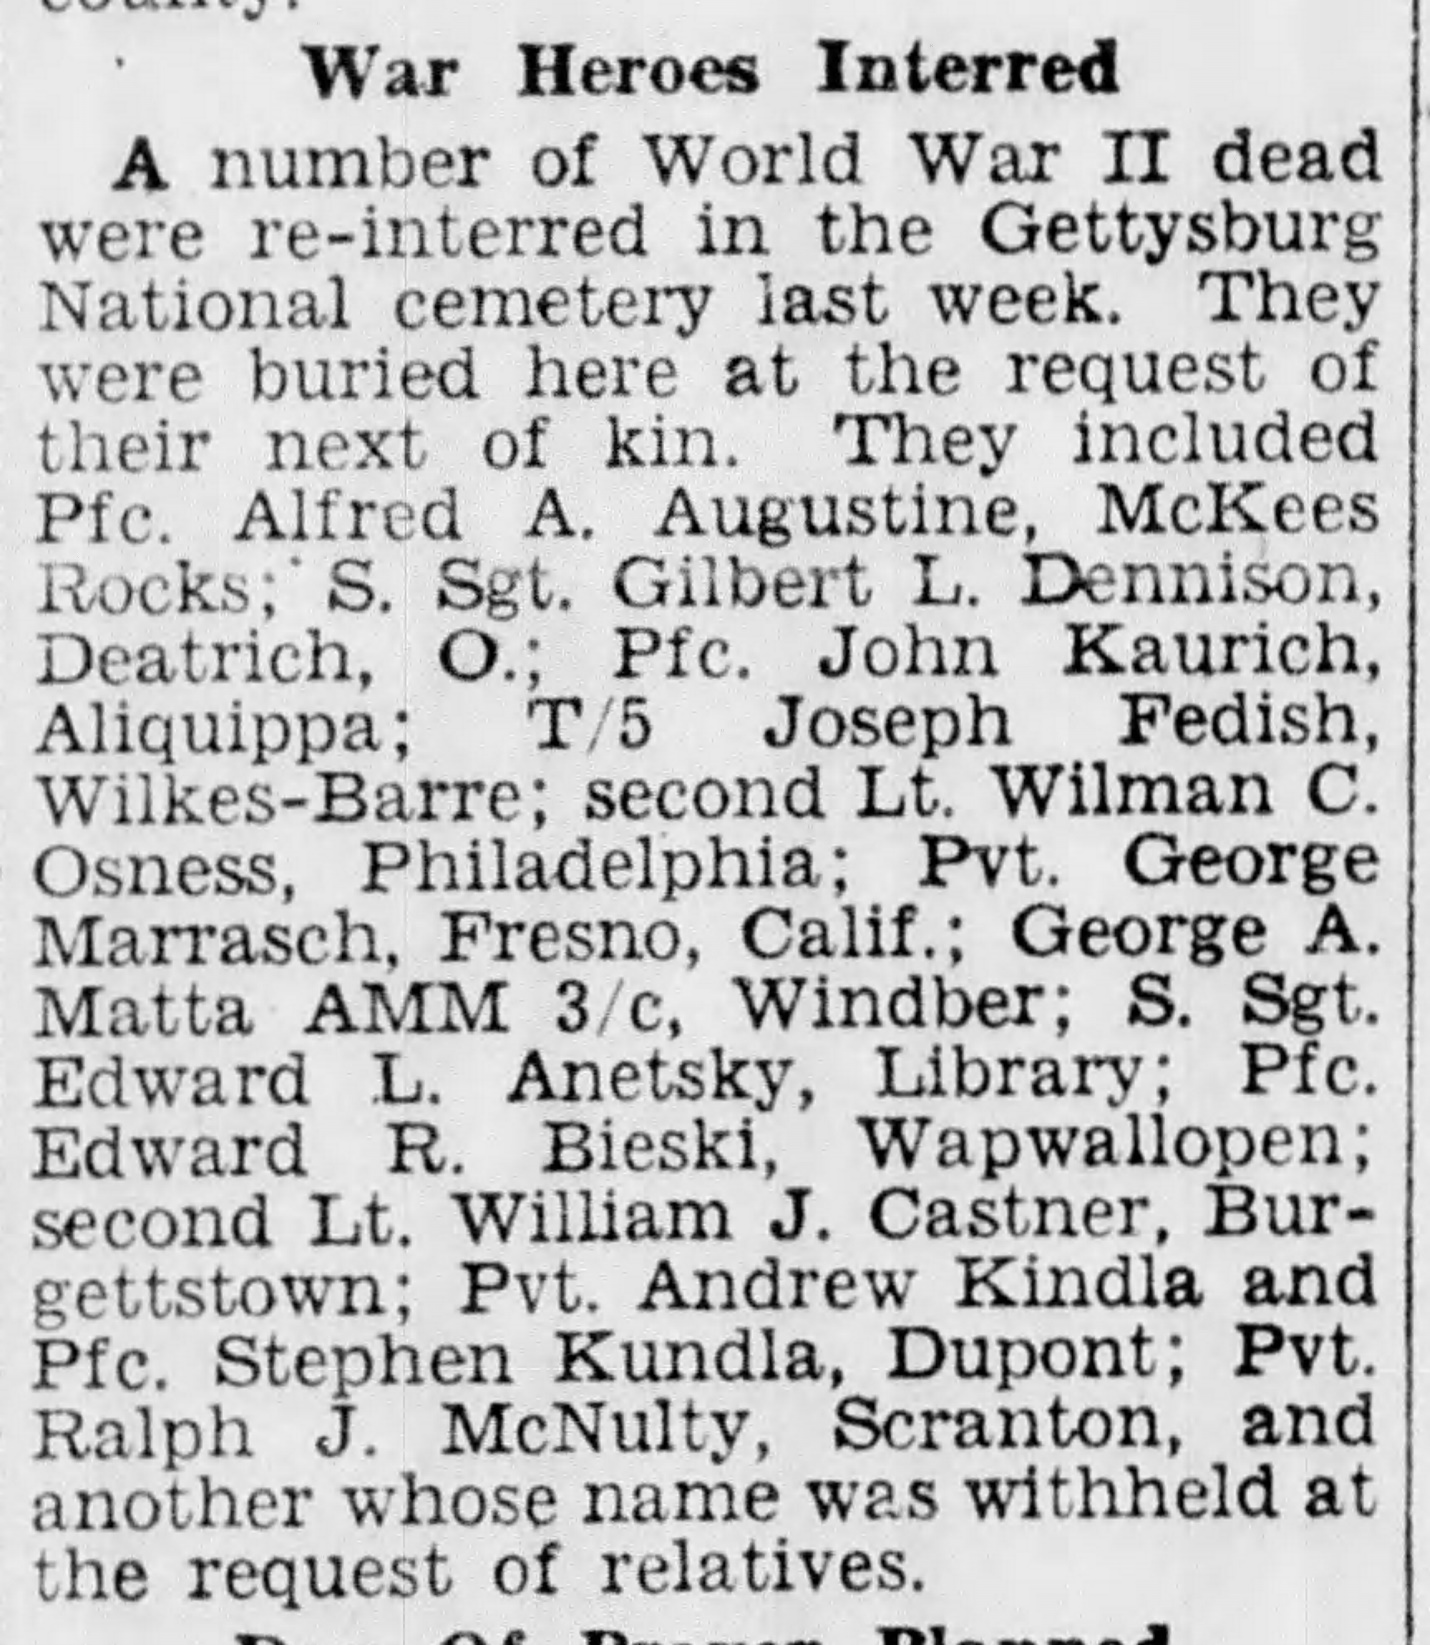 county.
War Heroes Interred
A number of World War II dead
were re-interred in the Gettysburg
National cemetery last week. They
were buried here at the request of
their next of kin. They included
Pfc. Alfred A. Augustine, McKees
Rocks; S. Sgt. Gilbert L. Dennison,
Deatrich, O.; Pfc. John Kaurich,
Aliquippa; T/5 Joseph Fedish,
Wilkes-Barre; second Lt. Wilman C.
Osness, Philadelphia; Pvt. George
Marrasch, Fresno, Calif.; George A.
Matta AMM 3/c, Windber; S. Sgt.
Edward L. Anetsky, Library; Pfc.
Edward R. Bieski, Wapwallopen;
second Lt. William J. Castner, Bur-
gettstown; Pvt. Andrew Kindla and
Pfc. Stephen Kundla, Dupont; Pvt.
Ralph J. McNulty, Scranton, and
another whose name was withheld at
the request of relatives.
Day Of Prayer Planned